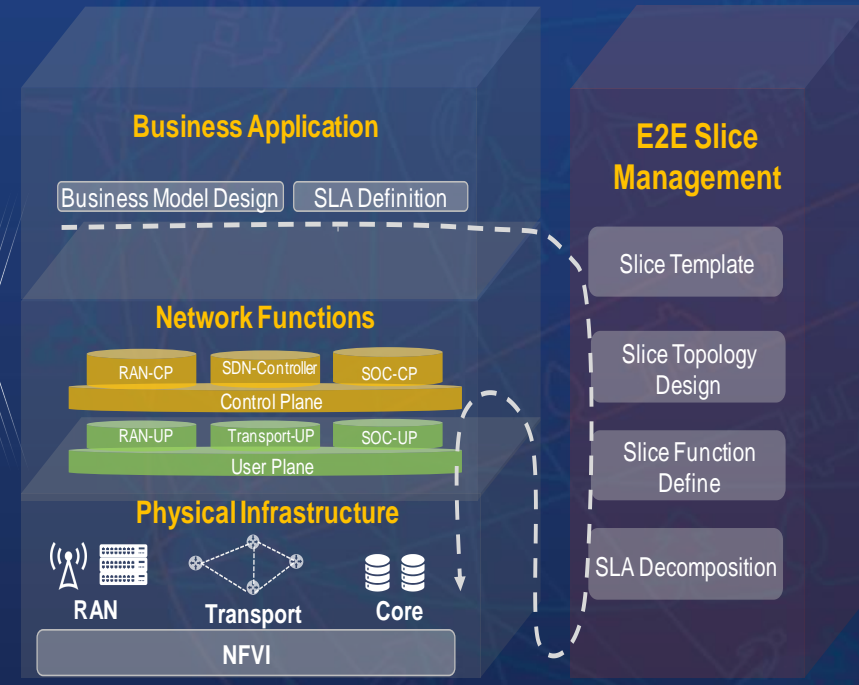 Business Application
Business Model Design
SLA Definition
Network Functions
RAN-CP
SDN-Controller
SOC-CP
Control Plane
RAN-UP
Transport-UP
SOC-UP
User Plane
Physical Infrastructure
RAN
Transport
Core
NFVI
E2E Slice
Management
Slice Template
Slice Topology
Design
Slice Function
Define
SLA Decomposition